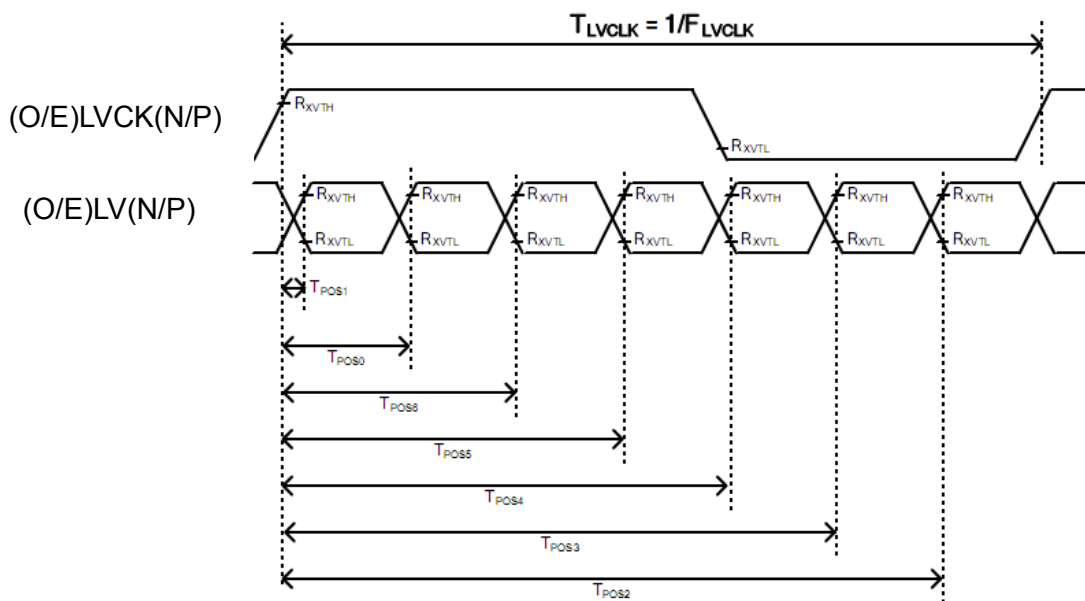 TLVCLK = 1/FLVCLK
(O/E)LVCK(N/P)
RXVTH
RXVTL
(O/E)LV(N/P)
RXVTH RXVTH RXVTH RXVTH RXVTH RXVTH RXVTH
RXVTL RXVTL RXVTL RXVTL RXVTL RXVTL RXVTL
TPOS1
TPOS0
TPOS6
TPOS5
TPOS4
TPOS3
TPOS2